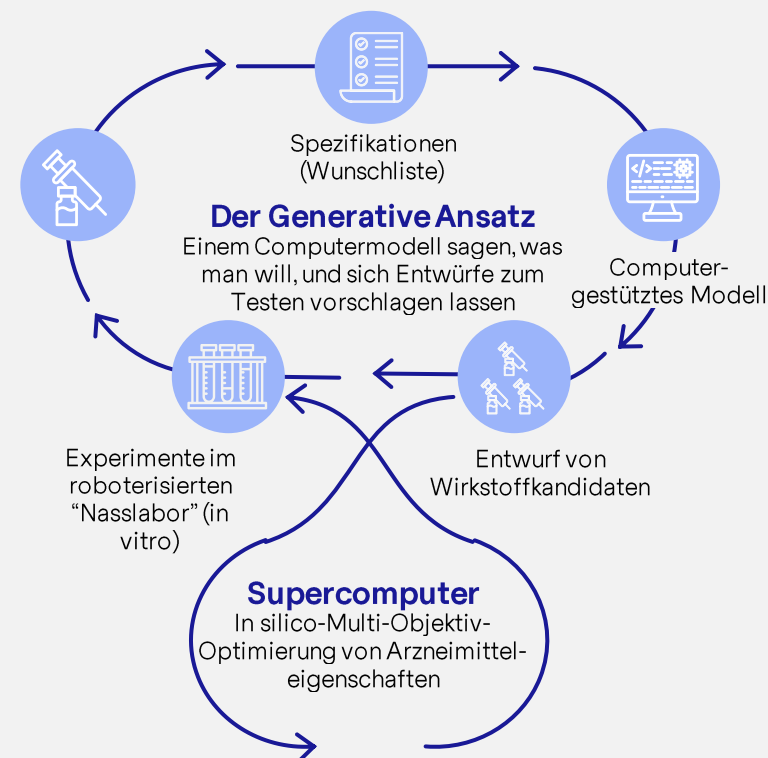 Spezifikationen
(Wunschliste)
Der Generative Ansatz
Einem Computermodell sagen, was
man will, und sich Entwürfe zum
Testen vorschlagen lassen
Computer-
gestütztes Modell
Experimente im
roboterisierten
“Nasslabor” (in
vitro)
Entwurf von
Wirkstoffkandidaten
Supercomputer
In silico-Multi-Objektiv-
Optimierung von Arzneimittel-
eigenschaften